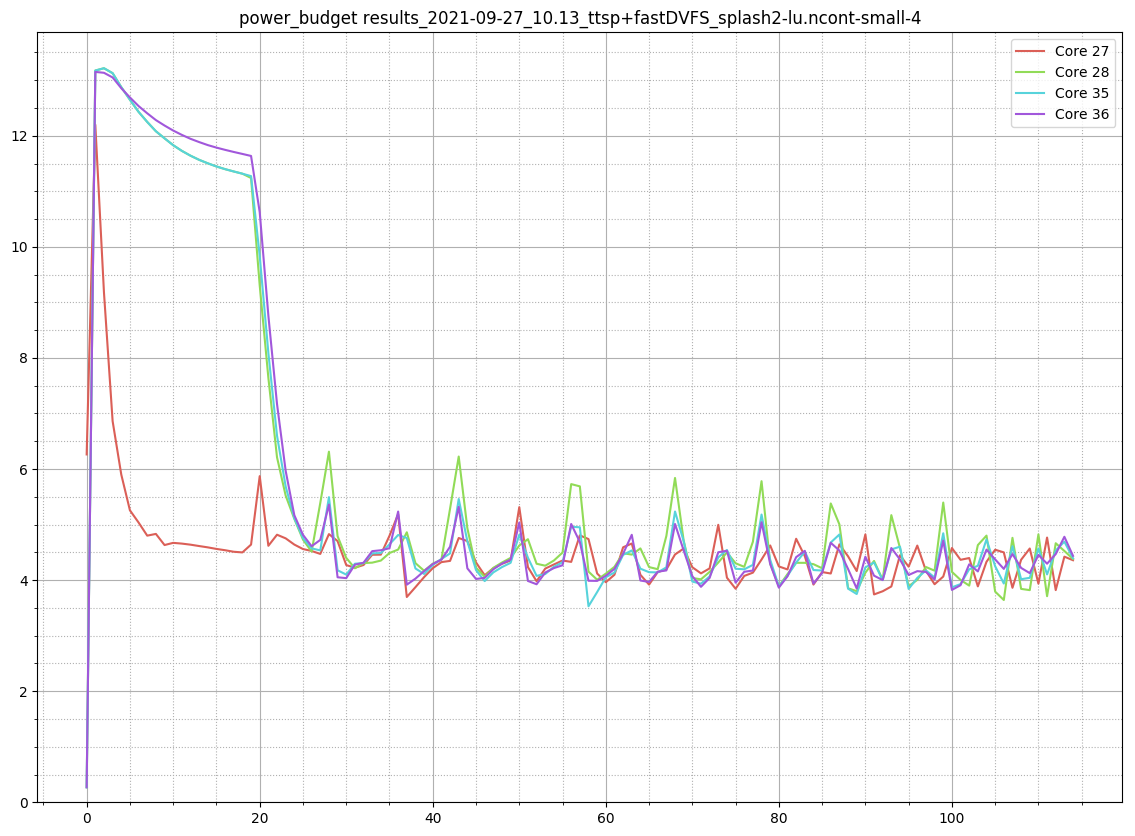 power_budget results_2021-09-27_10.13_ttsp+fastDVFS_splash2-lu.ncont-small-4
Core 27
Core 28
Core 35
Core 36
12
10
8
6
4
2
0
0 20 40 60 80 100